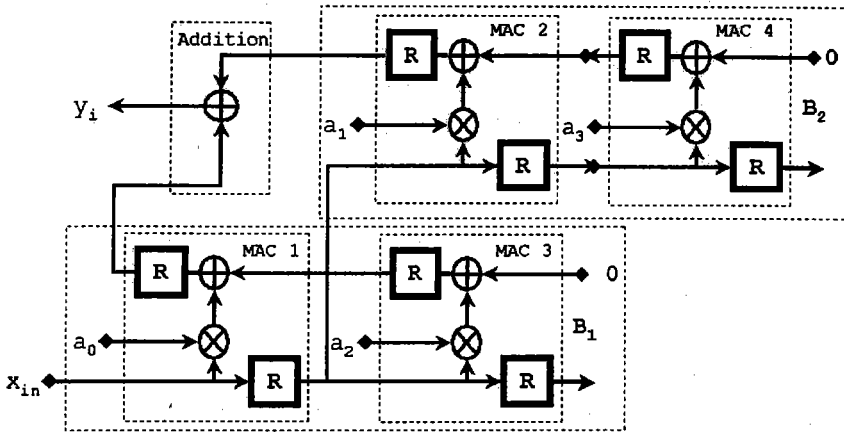 Addition
MAC 2
MAC 4
R
R
0
yᵢ
a₁
a₃
B₂
R
R
MAC 1
MAC 3
R
R
0
a₀
a₂
B₁
xᵢₙ
R
R